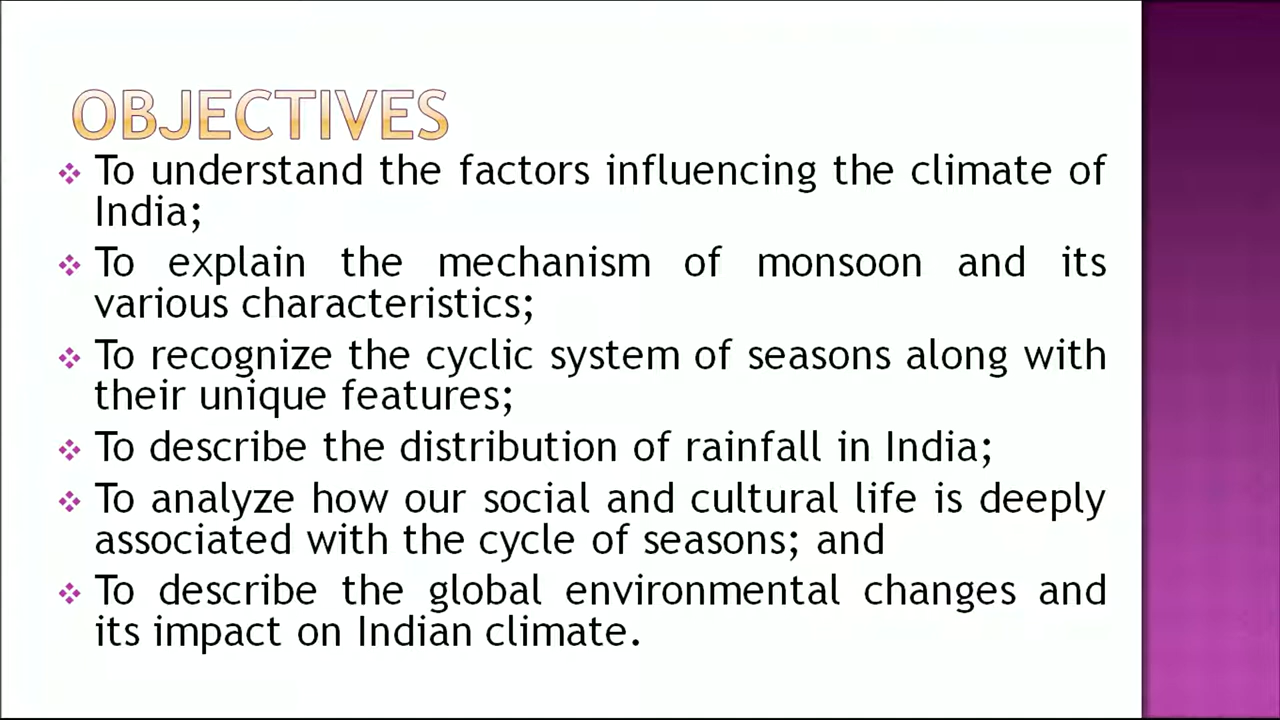 OBJECTIVES
To understand the factors influencing the climate of
India;
To explain the mechanism of monsoon and its
various characteristics;
To recognize the cyclic system of seasons along with
their unique features;
To describe the distribution of rainfall in India;
To analyze how our social and cultural life is deeply
associated with the cycle of seasons; and
To describe the global environmental changes and
its impact on Indian climate.